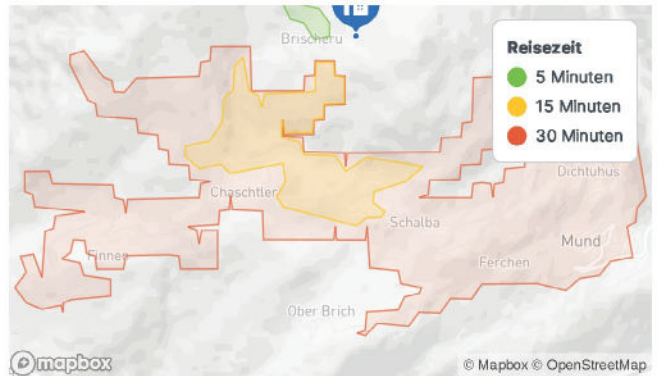 Brischeru
Reisezeit
5 Minuten
15 Minuten
30 Minuten
Dichtuhus
Chaschtler
Schalba
Mund
Finnen
Ferchen
Ober Brich
mapbox
© Mapbox © OpenStreetMap